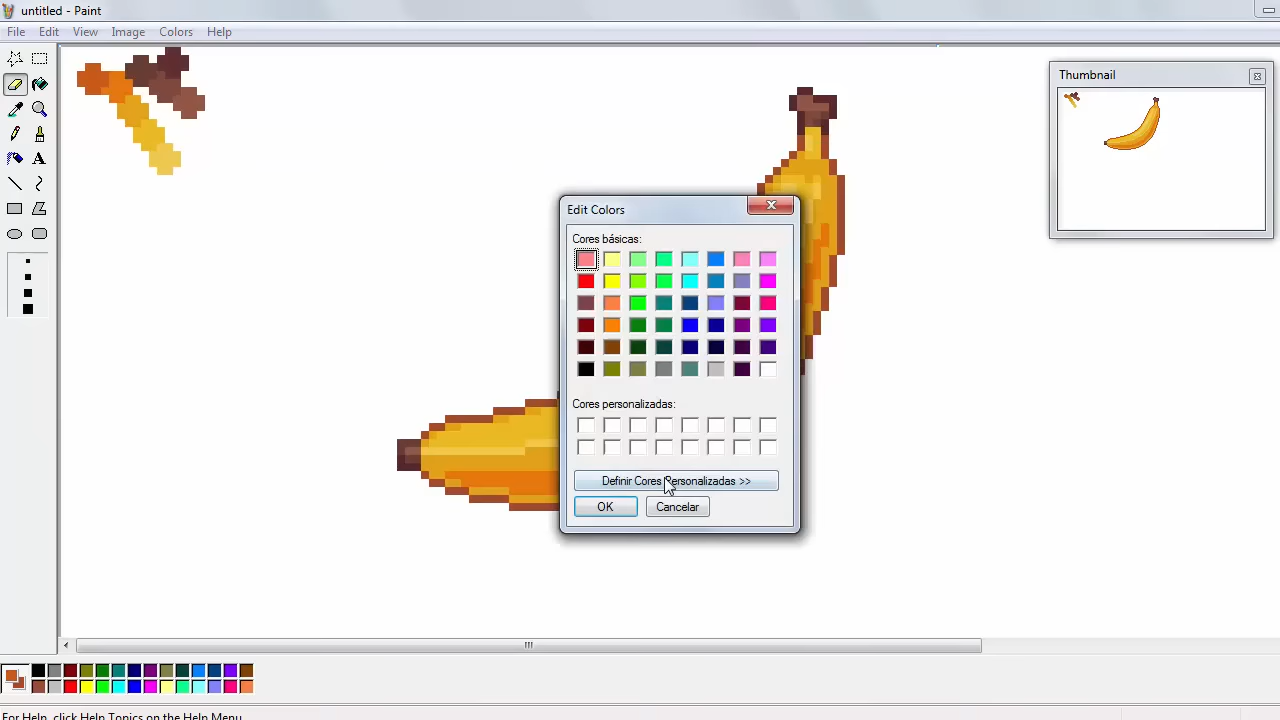 untitled - Paint
File Edit View Image Colors Help
Thumbnail
Edit Colors
Cores básicas:
Cores personalizadas:
Definir Cores Personalizadas >>
OK Cancelar
For Help, click Help Topics on the Help Menu.